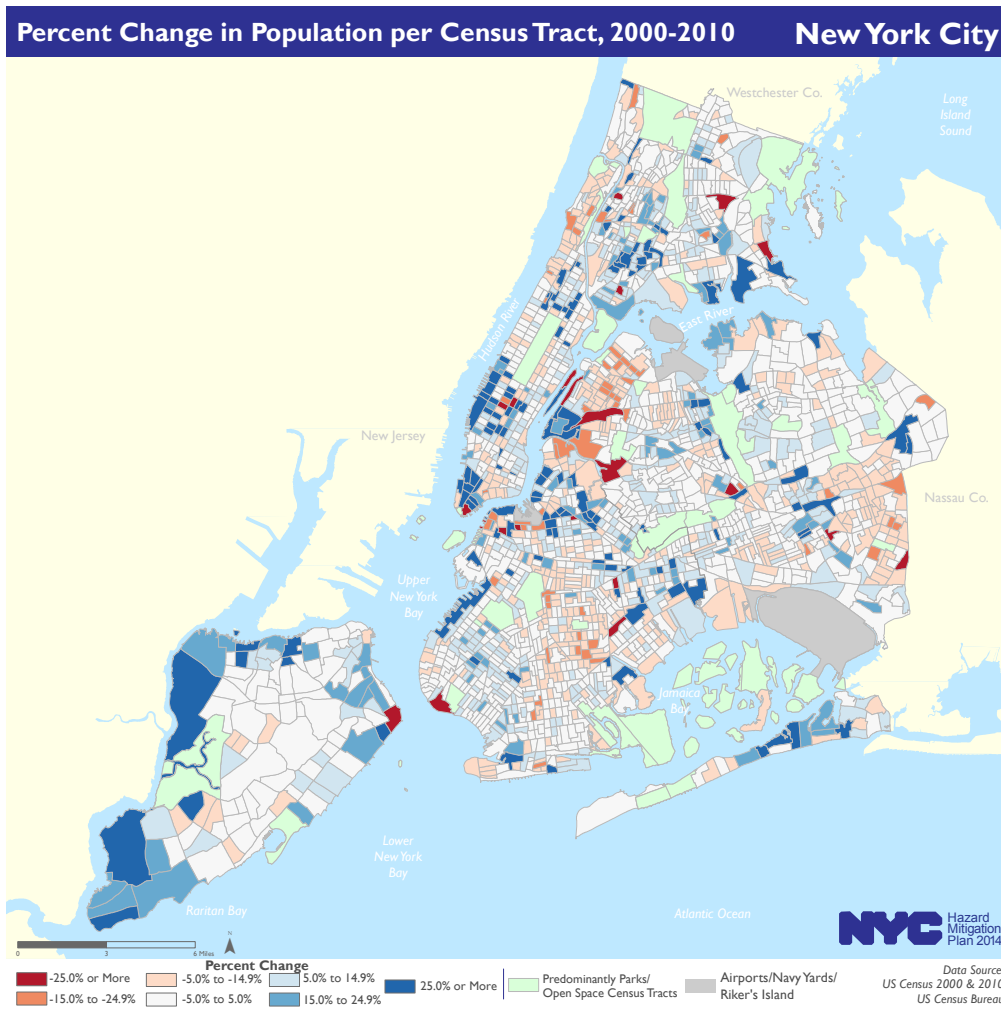 Percent Change in Population per Census Tract, 2000-2010
New York City
Westchester Co.
Long
Island
Sound
Hudson River
East River
New Jersey
Nassau Co.
Upper
New York
Bay
Jamaica
Bay
Lower
New York
Bay
Raritan Bay
Atlantic Ocean
NYC
Hazard
Mitigation
Plan 2014
N
0 3 6 Miles
Percent Change
-25.0% or More
-15.0% to -24.9%
-5.0% to -14.9%
-5.0% to 5.0%
5.0% to 14.9%
15.0% to 24.9%
25.0% or More
Predominantly Parks/
Open Space Census Tracts
Airports/Navy Yards/
Riker's Island
Data Source
US Census 2000 & 2010
US Census Bureau